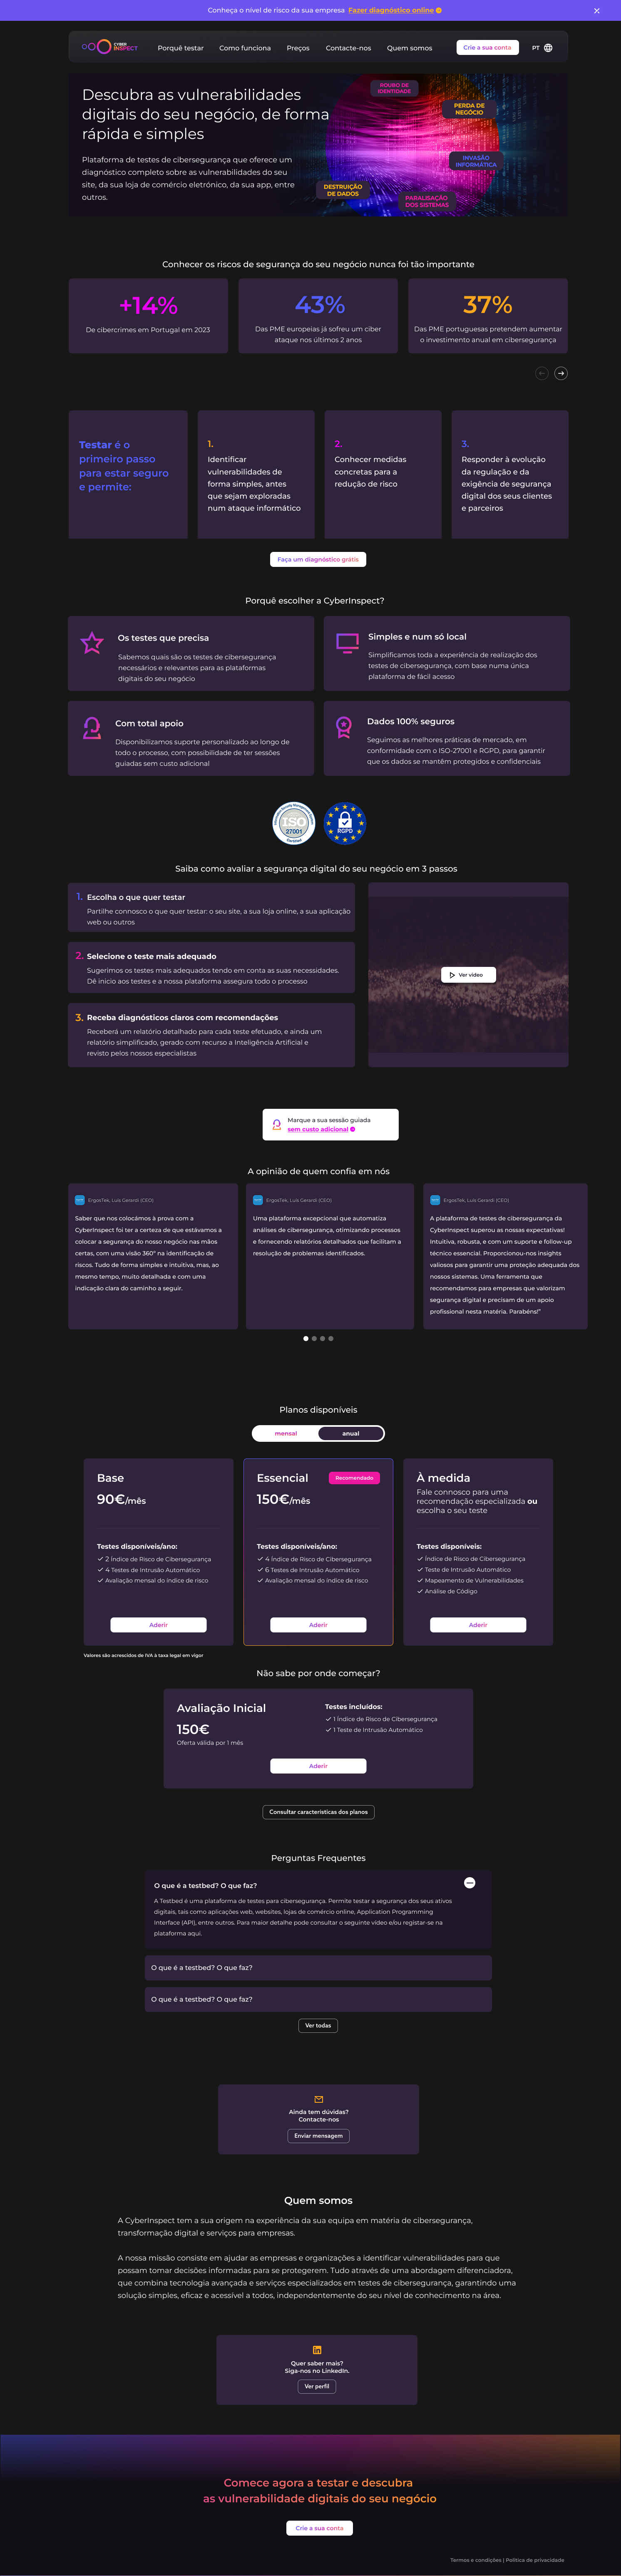 Conheça o nível de risco da sua empresa Fazer diagnóstico online
CYBER
INSPECT
Porquê testar Como funciona Preços Contacte-nos Quem somos Crie a sua conta PT
Descubra as vulnerabilidades
digitais do seu negócio, de forma
rápida e simples
Plataforma de testes de cibersegurança que oferece um
diagnóstico completo sobre as vulnerabilidades do seu
site, da sua loja de comércio eletrónico, da sua app, entre
outros.
ROUBO DE
IDENTIDADE
PERDA DE
NEGÓCIO
INVASÃO
INFORMÁTICA
DESTRUIÇÃO
DE DADOS
PARALISAÇÃO
DOS SISTEMAS
Conhecer os riscos de segurança do seu negócio nunca foi tão importante
+14%
De cibercrimes em Portugal em 2023
43%
Das PME europeias já sofreu um ciber
ataque nos últimos 2 anos
37%
Das PME portuguesas pretendem aumentar
o investimento anual em cibersegurança
Testar é o
primeiro passo
para estar seguro
e permite:
1.
Identificar
vulnerabilidades de
forma simples, antes
que sejam exploradas
num ataque informático
2.
Conhecer medidas
concretas para a
redução de risco
3.
Responder à evolução
da regulação e da
exigência de segurança
digital dos seus clientes
e parceiros
Faça um diagnóstico grátis
Porquê escolher a CyberInspect?
Os testes que precisa
Sabemos quais são os testes de cibersegurança
necessários e relevantes para as plataformas
digitais do seu negócio
Simples e num só local
Simplificamos toda a experiência de realização dos
testes de cibersegurança, com base numa única
plataforma de fácil acesso
Com total apoio
Disponibilizamos suporte personalizado ao longo de
todo o processo, com possibilidade de ter sessões
guiadas sem custo adicional
Dados 100% seguros
Seguimos as melhores práticas de mercado, em
conformidade com o ISO-27001 e RGPD, para garantir
que os dados se mantêm protegidos e confidenciais
ISO
27001
Certified
RGPD
Saiba como avaliar a segurança digital do seu negócio em 3 passos
1. Escolha o que quer testar
Partilhe connosco o que quer testar: o seu site, a sua loja online, a sua aplicação
web ou outros
2. Selecione o teste mais adequado
Sugerimos os testes mais adequados tendo em conta as suas necessidades.
Dê início aos testes e a nossa plataforma assegura todo o processo
3. Receba diagnósticos claros com recomendações
Receberá um relatório detalhado para cada teste efetuado, e ainda um
relatório simplificado, gerado com recurso a Inteligência Artificial e
revisto pelos nossos especialistas
Ver vídeo
Marque a sua sessão guiada
sem custo adicional
A opinião de quem confia em nós
ErgosTek, Luis Gerardi (CEO)
Saber que nos colocámos à prova com a
CyberInspect foi ter a certeza de que estávamos a
colocar a segurança do nosso negócio nas mãos
certas, com uma visão 360º na identificação de
riscos. Tudo de forma simples e intuitiva, mas, ao
mesmo tempo, muito detalhada e com uma
indicação clara do caminho a seguir.
ErgosTek, Luis Gerardi (CEO)
Uma plataforma excepcional que automatiza
análises de cibersegurança, otimizando processos
e fornecendo relatórios detalhados que facilitam a
resolução de problemas identificados.
ErgosTek, Luis Gerardi (CEO)
A plataforma de testes de cibersegurança da
CyberInspect superou as nossas expectativas!
Intuitiva, robusta, e com um suporte e follow-up
técnico essencial. Proporcionou-nos insights
valiosos para garantir uma proteção adequada dos
nossos sistemas. Uma ferramenta que
recomendamos para empresas que valorizam
segurança digital e precisam de um apoio
profissional nesta matéria. Parabéns!"
Planos disponíveis
mensal anual
Base
90€/mês
Testes disponíveis/ano:
2 Índice de Risco de Cibersegurança
4 Testes de Intrusão Automático
Avaliação mensal do índice de risco
Aderir
Essencial Recomendado
150€/mês
Testes disponíveis/ano:
4 Índice de Risco de Cibersegurança
6 Testes de Intrusão Automático
Avaliação mensal do índice de risco
Aderir
À medida
Fale connosco para uma
recomendação especializada ou
escolha o seu teste
Testes disponíveis:
Índice de Risco de Cibersegurança
Teste de Intrusão Automático
Mapeamento de Vulnerabilidades
Análise de Código
Aderir
Valores são acrescidos de IVA à taxa legal em vigor
Não sabe por onde começar?
Avaliação Inicial
150€
Oferta válida por 1 mês
Testes incluídos:
1 Índice de Risco de Cibersegurança
1 Teste de Intrusão Automático
Aderir
Consultar características dos planos
Perguntas Frequentes
O que é a testbed? O que faz?
A Testbed é uma plataforma de testes para cibersegurança. Permite testar a segurança dos seus ativos
digitais, tais como aplicações web, websites, lojas de comércio online, Application Programming
Interface (API), entre outros. Para maior detalhe pode consultar o seguinte vídeo e/ou registar-se na
plataforma aqui.
O que é a testbed? O que faz?
O que é a testbed? O que faz?
Ver todas
Ainda tem dúvidas?
Contacte-nos
Enviar mensagem
Quem somos
A CyberInspect tem a sua origem na experiência da sua equipa em matéria de cibersegurança,
transformação digital e serviços para empresas.
A nossa missão consiste em ajudar as empresas e organizações a identificar vulnerabilidades para que
possam tomar decisões informadas para se protegerem. Tudo através de uma abordagem diferenciadora,
que combina tecnologia avançada e serviços especializados em testes de cibersegurança, garantindo uma
solução simples, eficaz e acessível a todos, independentemente do seu nível de conhecimento na área.
Quer saber mais?
Siga-nos no LinkedIn.
Ver perfil
Comece agora a testar e descubra
as vulnerabilidade digitais do seu negócio
Crie a sua conta
Termos e condições | Política de privacidade